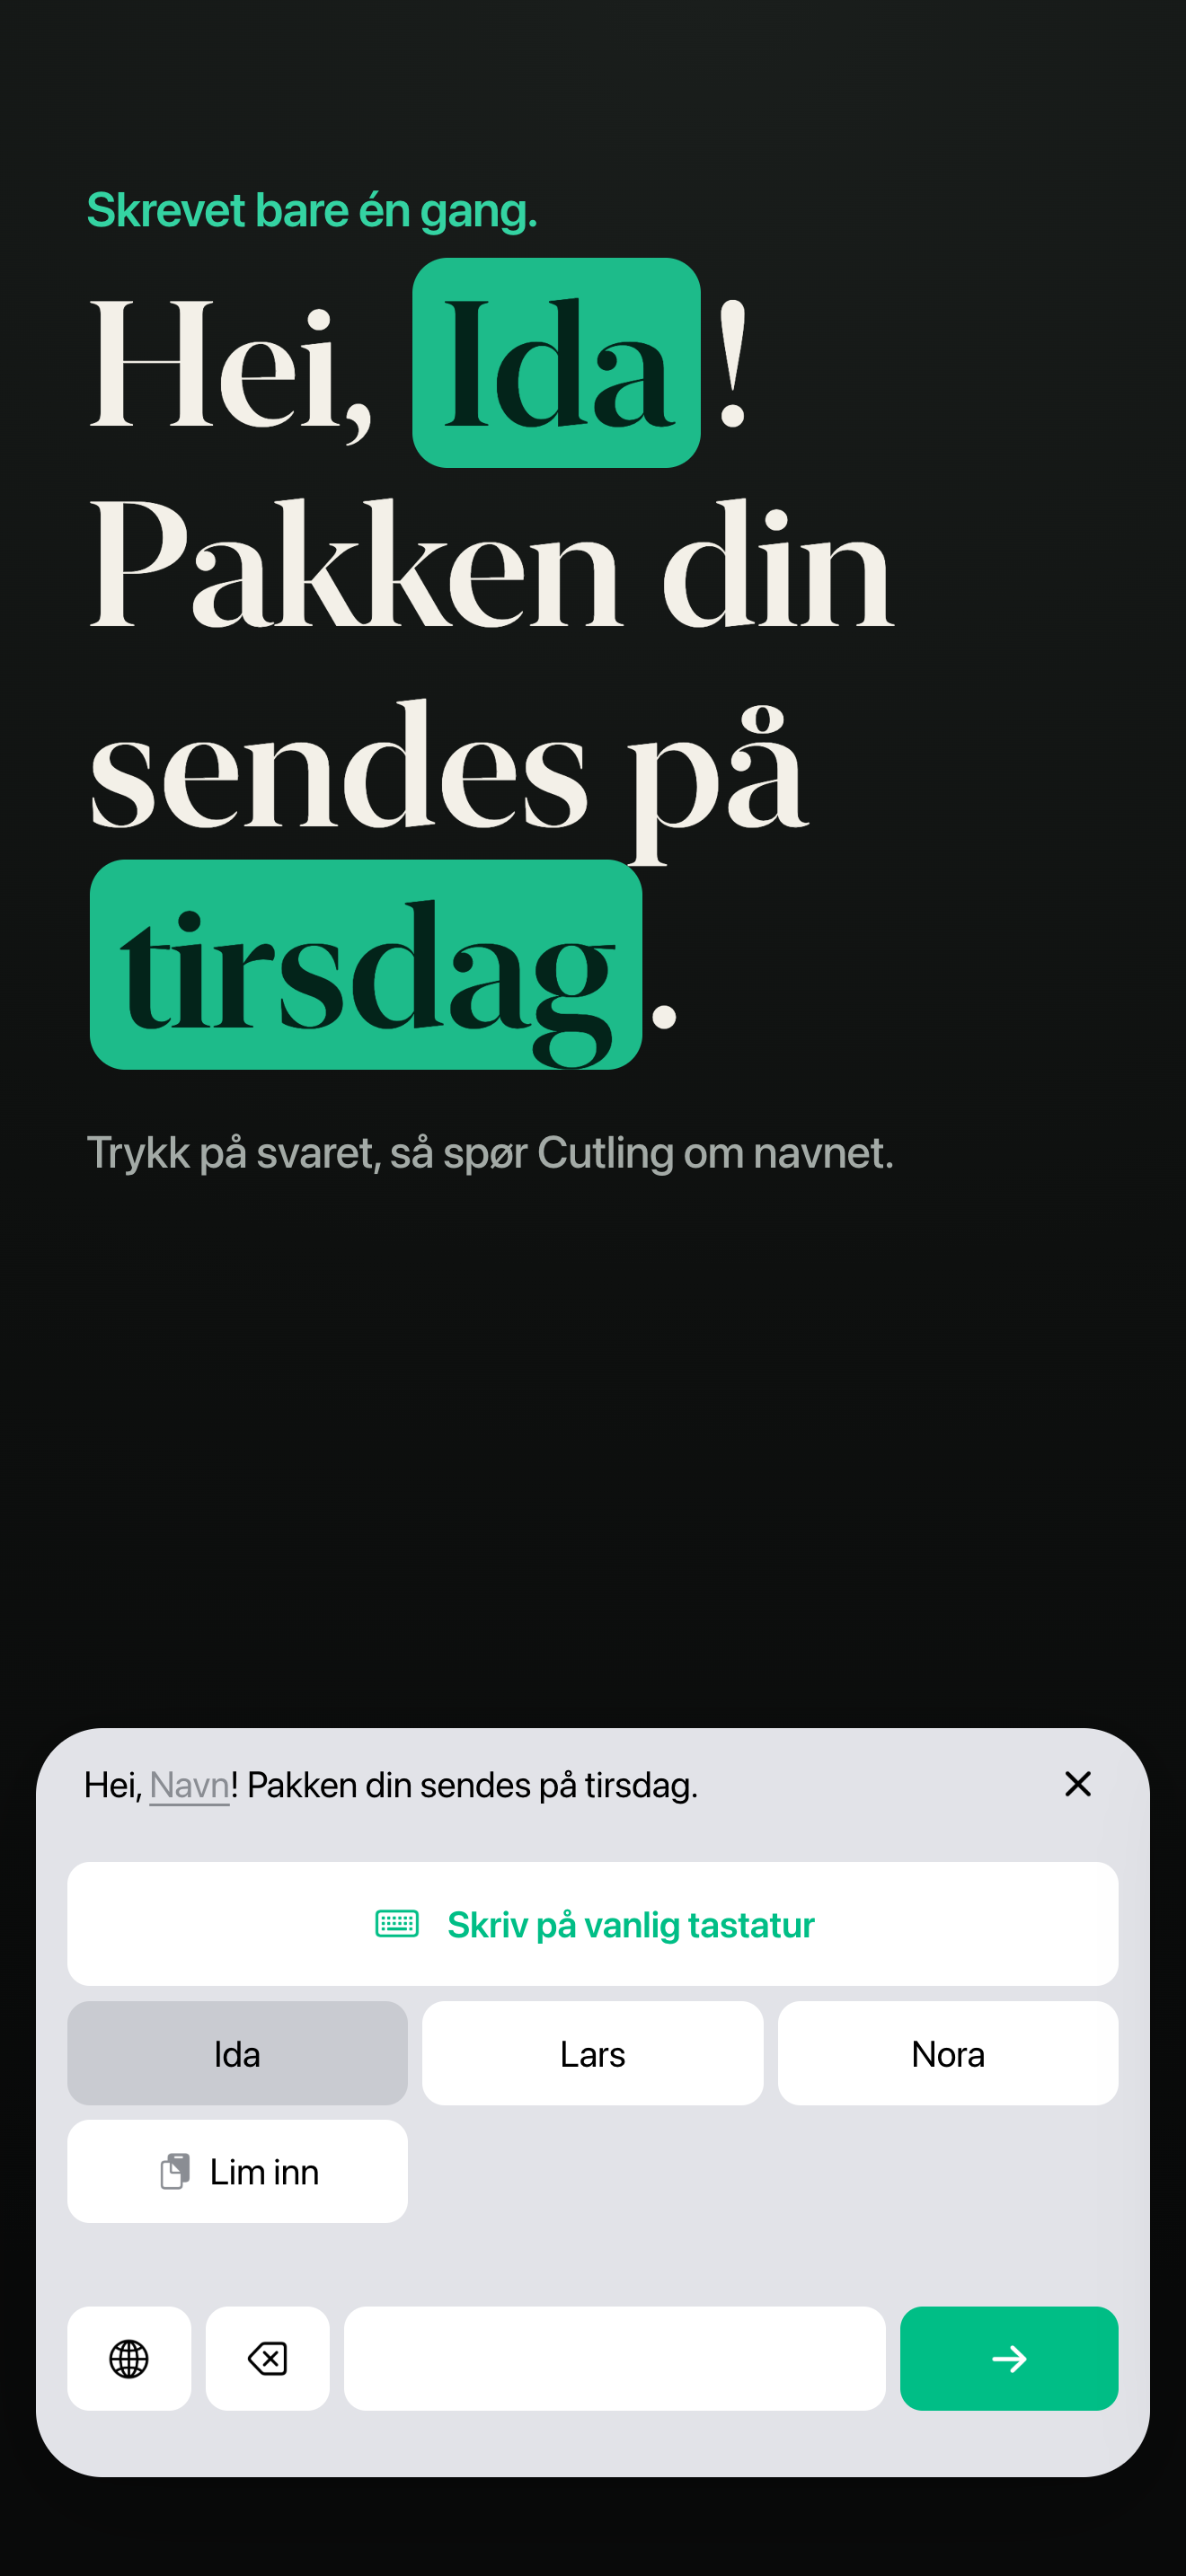 Skrevet bare én gang.
Hei, Ida!
Pakken din
sendes på
tirsdag.
Trykk på svaret, så spør Cutling om navnet.
Hei, Navn! Pakken din sendes på tirsdag.
Skriv på vanlig tastatur
Ida
Lars
Nora
Lim inn